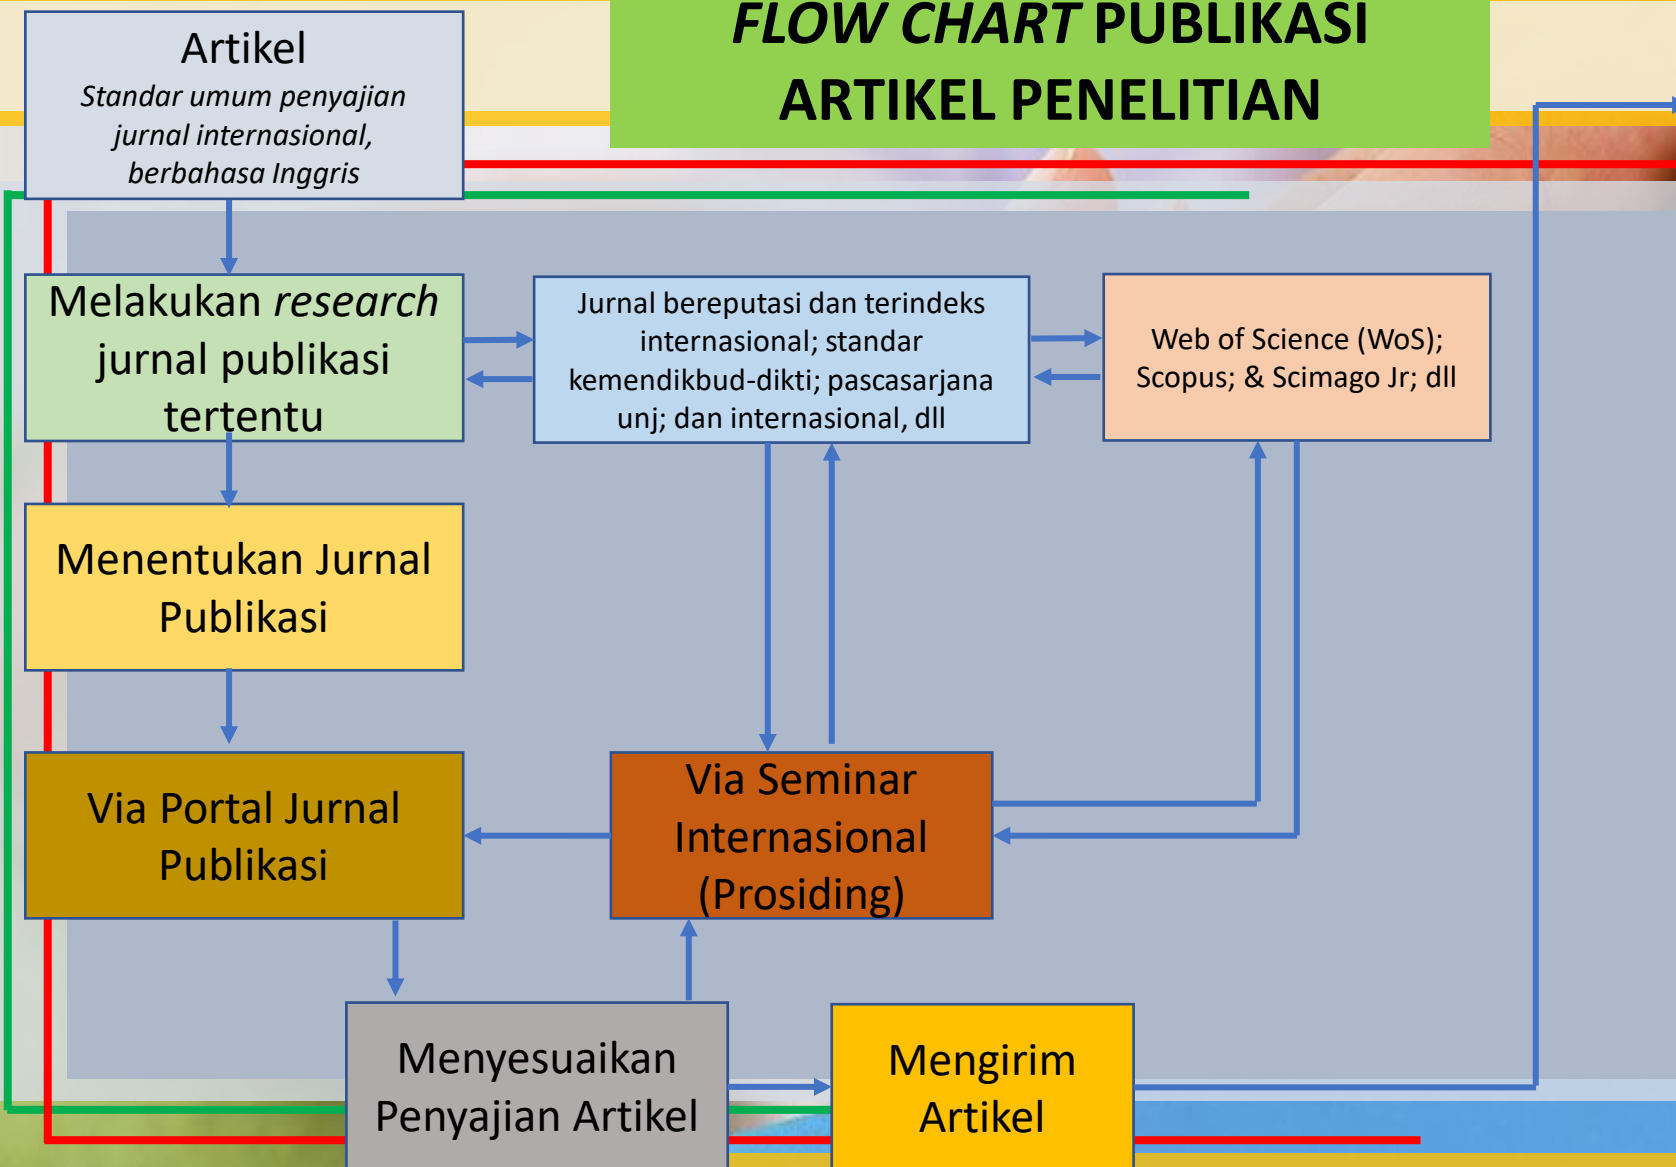 FLOW CHART PUBLIKASI
ARTIKEL PENELITIAN
Artikel
Standar umum penyajian
jurnal internasional,
berbahasa Inggris
Melakukan research
jurnal publikasi
tertentu
Jurnal bereputasi dan terindeks
internasional; standar
kemendikbud-dikti; pascasarjana
unj; dan internasional, dll
Web of Science (WoS);
Scopus; & Scimago Jr; dll
Menentukan Jurnal
Publikasi
Via Portal Jurnal
Publikasi
Via Seminar
Internasional
(Prosiding)
Menyesuaikan
Penyajian Artikel
Mengirim
Artikel